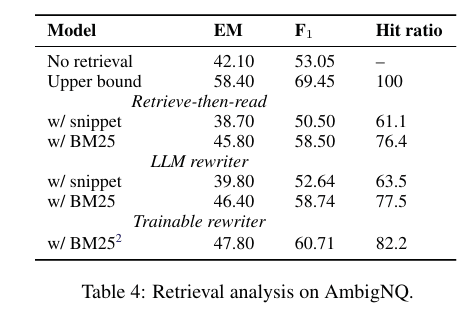 Model EM F1 Hit ratio
No retrieval 42.10 53.05 –
Upper bound 58.40 69.45 100
Retrieve-then-read
w/ snippet 38.70 50.50 61.1
w/ BM25 45.80 58.50 76.4
LLM rewriter
w/ snippet 39.80 52.64 63.5
w/ BM25 46.40 58.74 77.5
Trainable rewriter
w/ BM25² 47.80 60.71 82.2
Table 4: Retrieval analysis on AmbigNQ.